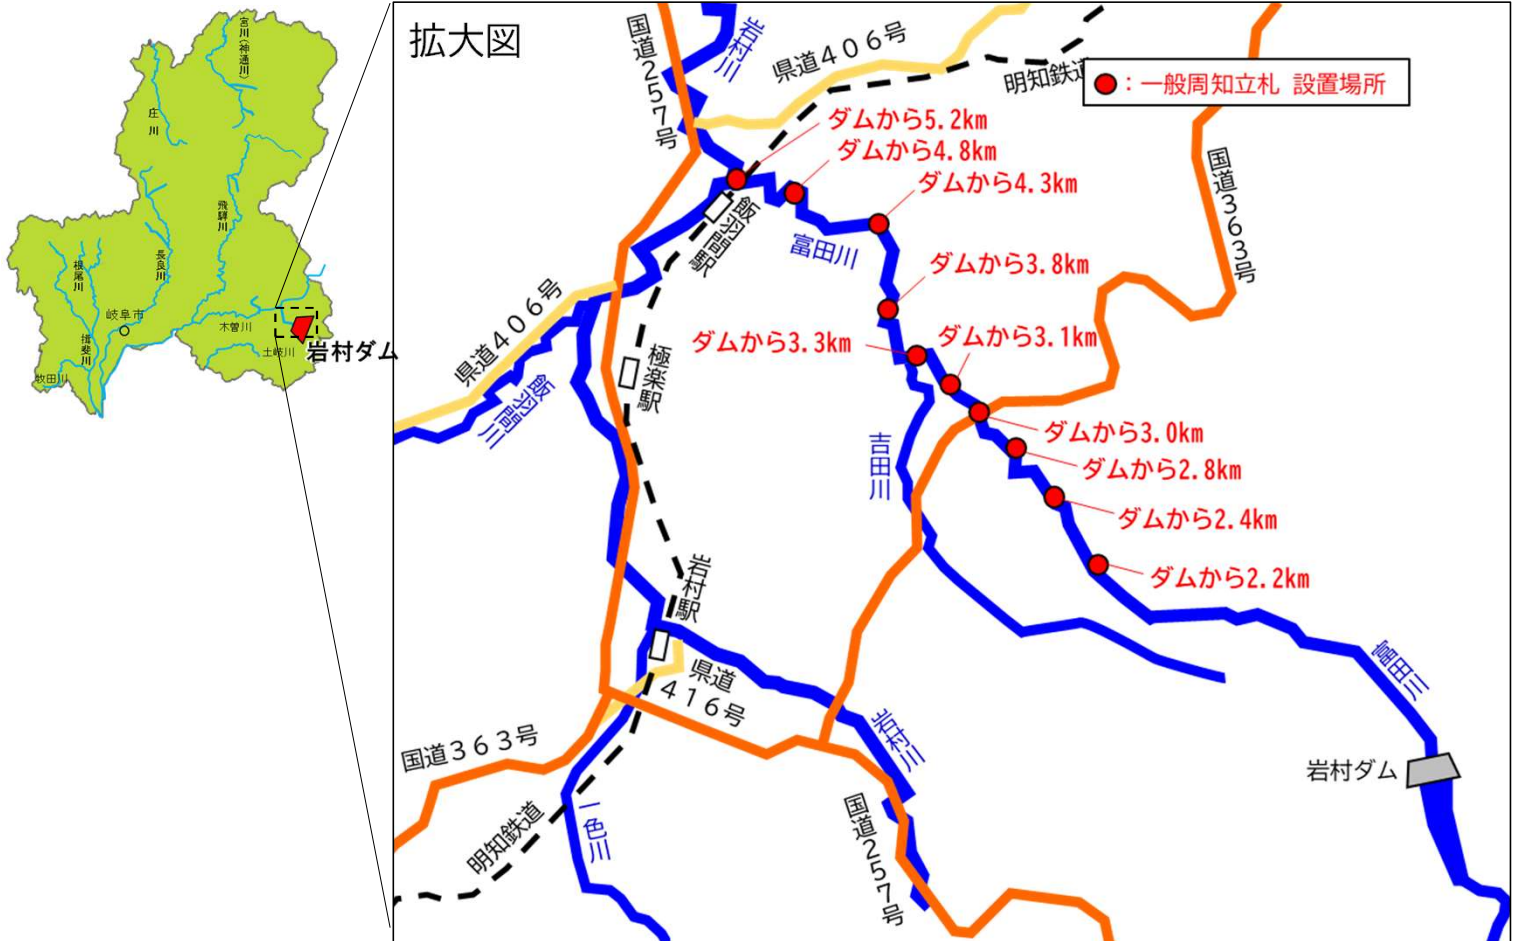 宮川(神通川)
庄川
飛騨川
長良川
根尾川
岐阜市
揖斐川
木曽川
土岐川
牧田川
岩村ダム
拡大図
国道257号
岩村川
県道406号
明知鉄道
：一般周知立札 設置場所
ダムから5.2km
ダムから4.8km
ダムから4.3km
国道363号
飯羽間駅
富田川
ダムから3.8km
県道406号
ダムから3.3km
ダムから3.1km
極楽駅
飯羽間川
吉田川
ダムから3.0km
ダムから2.8km
ダムから2.4km
ダムから2.2km
岩村駅
県道
416号
富田川
岩村川
国道363号
岩村ダム
明知鉄道
一色川
国道257号